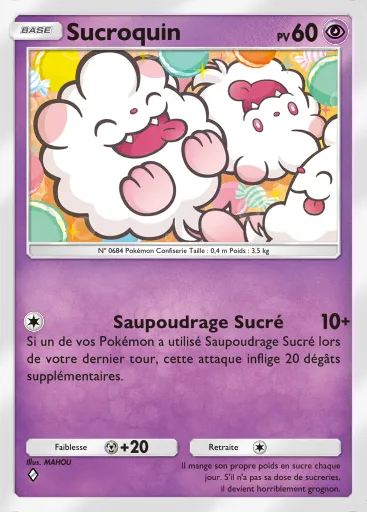 BASE Sucroquin PV 60
N° 0684 Pokémon Confiserie Taille : 0,4 m Poids : 3,5 kg
Saupoudrage Sucré 10+
Si un de vos Pokémon a utilisé Saupoudrage Sucré lors
de votre dernier tour, cette attaque inflige 20 dégâts
supplémentaires.
Faiblesse +20 Retraite
Illus. MAHOU
Il mange son propre poids en sucre chaque
jour. S'il n'a pas sa dose de sucreries,
il devient horriblement grognon.